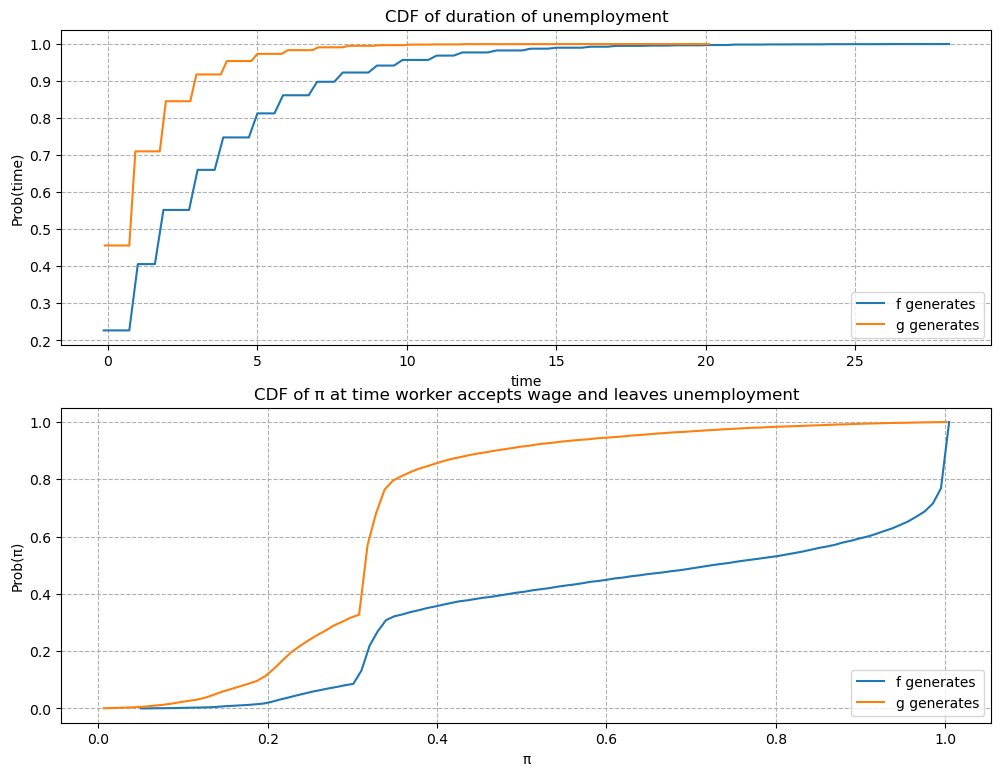 CDF of duration of unemployment
1.0
0.9
0.8
0.7
0.6
0.5
0.4
0.3
0.2
Prob(time)
f generates
g generates
0 5 10 15 20 25
time
CDF of π at time worker accepts wage and leaves unemployment
1.0
0.8
0.6
0.4
0.2
0.0
Prob(π)
f generates
g generates
0.0 0.2 0.4 0.6 0.8 1.0
π